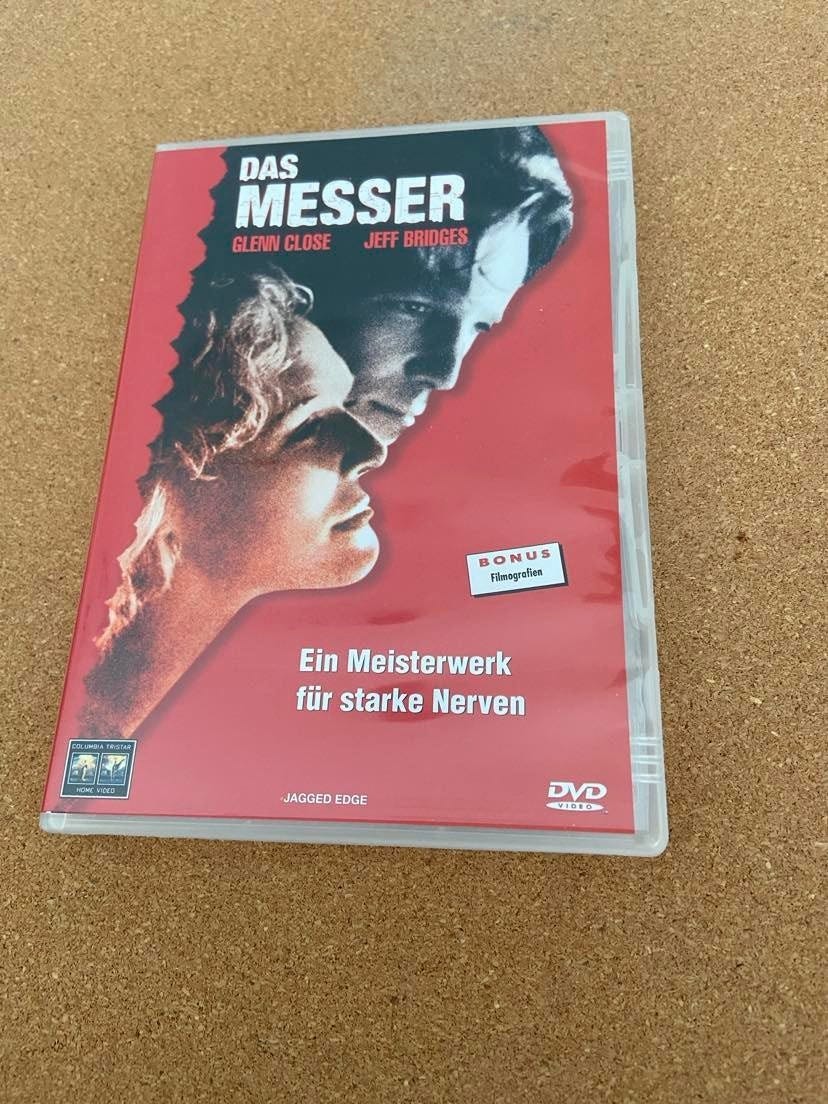 DAS
MESSER
GLENN CLOSE JEFF BRIDGES
BONUS
Filmografien
Ein Meisterwerk
für starke Nerven
COLUMBIA TRISTAR
HOME VIDEO
JAGGED EDGE
DVD
VIDEO